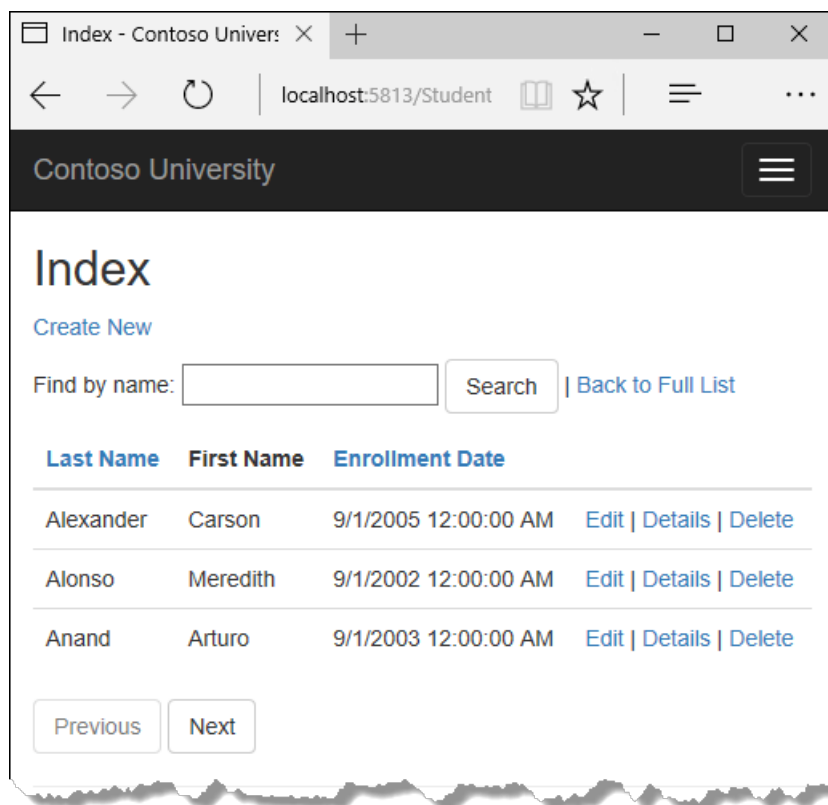 Index - Contoso Univers
localhost:5813/Student
Contoso University
Index
Create New
Find by name: Search | Back to Full List
Last Name First Name Enrollment Date
Alexander Carson 9/1/2005 12:00:00 AM Edit | Details | Delete
Alonso Meredith 9/1/2002 12:00:00 AM Edit | Details | Delete
Anand Arturo 9/1/2003 12:00:00 AM Edit | Details | Delete
Previous Next